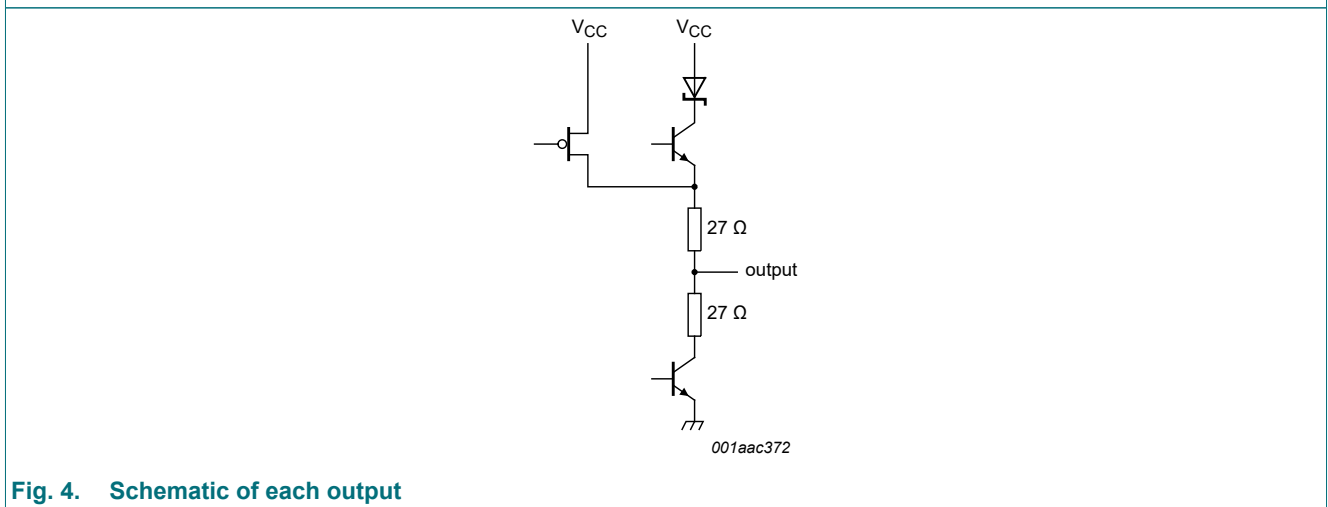 VCC VCC
27 Ω
output
27 Ω
001aac372
Fig. 4. Schematic of each output